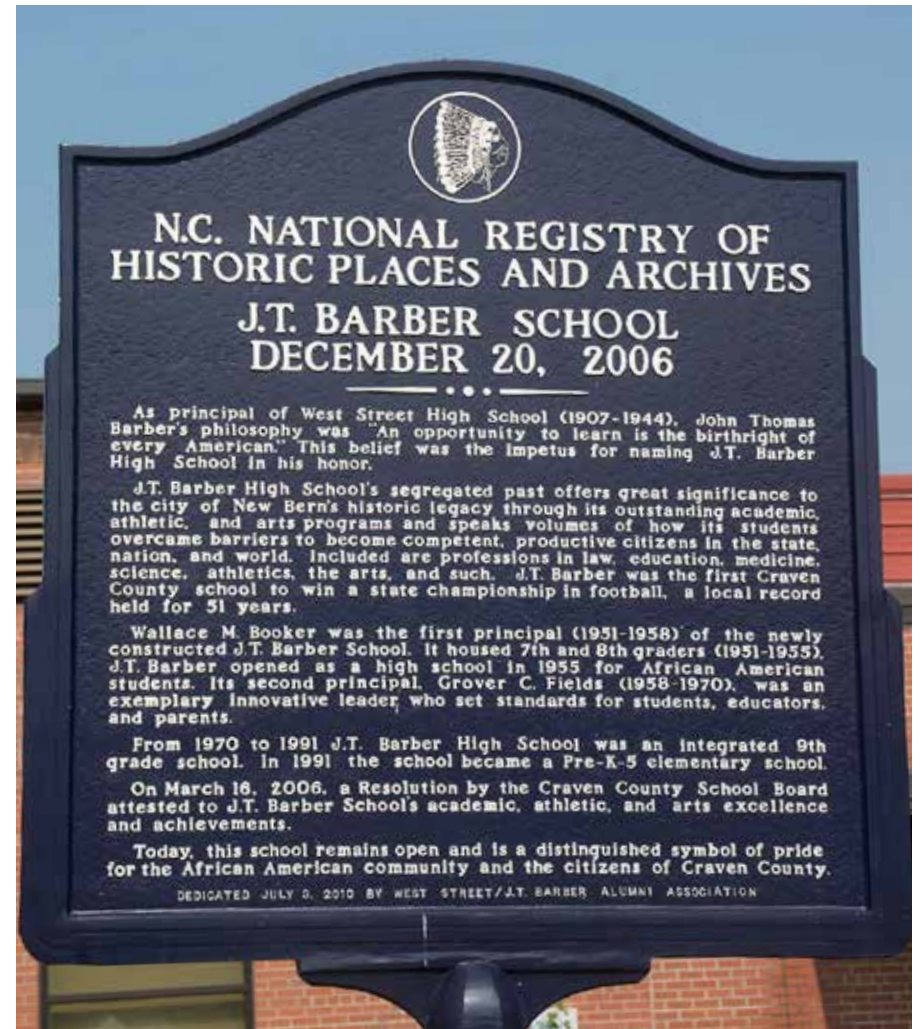 N.C. NATIONAL REGISTRY OF
HISTORIC PLACES AND ARCHIVES
J.T. BARBER SCHOOL
DECEMBER 20, 2006
As principal of West Street High School (1907-1944), John Thomas
Barber's philosophy was "An opportunity to learn is the birthright of
every American." This belief was the impetus for naming J.T. Barber
High School in his honor.
J.T. Barber High School's segregated past offers great significance to
the city of New Bern's historic legacy through its outstanding academic,
athletic, and arts programs and speaks volumes of how its students
overcame barriers to become competent, productive citizens in the state,
nation, and world. Included are professions in law, education, medicine,
science, athletics, the arts, and such. J.T. Barber was the first Craven
County school to win a state championship in football, a local record
held for 51 years.
Wallace M. Booker was the first principal (1951-1958) of the newly
constructed J.T. Barber School. It housed 7th and 8th graders (1951-1955).
J.T. Barber opened as a high school in 1955 for African American
students. Its second principal, Grover C. Fields (1958-1970), was an
exemplary innovative leader, who set standards for students, educators,
and parents.
From 1970 to 1991 J.T. Barber High School was an integrated 9th
grade school. In 1991 the school became a Pre-K-5 elementary school.
On March 16, 2006, a Resolution by the Craven County School Board
attested to J.T. Barber School's academic, athletic, and arts excellence
and achievements.
Today, this school remains open and is a distinguished symbol of pride
for the African American community and the citizens of Craven County.
DEDICATED JULY 3, 2010 BY WEST STREET/J.T. BARBER ALUMNI ASSOCIATION